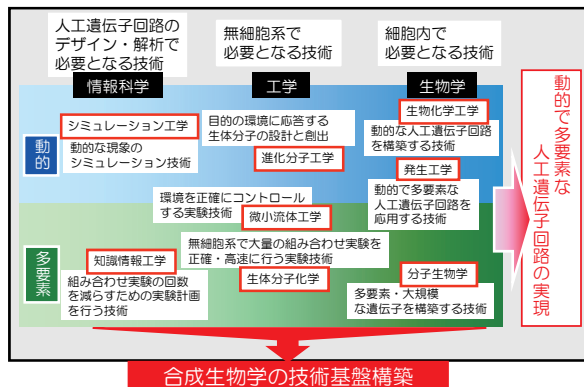 人工遺伝子回路の
デザイン・解析で
必要となる技術
無細胞系で
必要となる技術
細胞内で
必要となる技術
情報科学
工学
生物学
動的
シミュレーション工学
動的な現象の
シミュレーション技術
目的の環境に応答する
生体分子の設計と創出
進化分子工学
生物化学工学
動的な人工遺伝子回路
を構築する技術
発生工学
動的で多要素な
人工遺伝子回路を
応用する技術
環境を正確にコントロール
する実験技術
微小流体工学
多要素
知識情報工学
組み合わせ実験の回数
を減らすための実験計画
を行う技術
無細胞系で大量の組み合わせ実験を
正確・高速に行う実験技術
生体分子化学
分子生物学
多要素・大規模
な遺伝子を構築する技術
動的で多要素な
人工遺伝子回路の実現
合成生物学の技術基盤構築